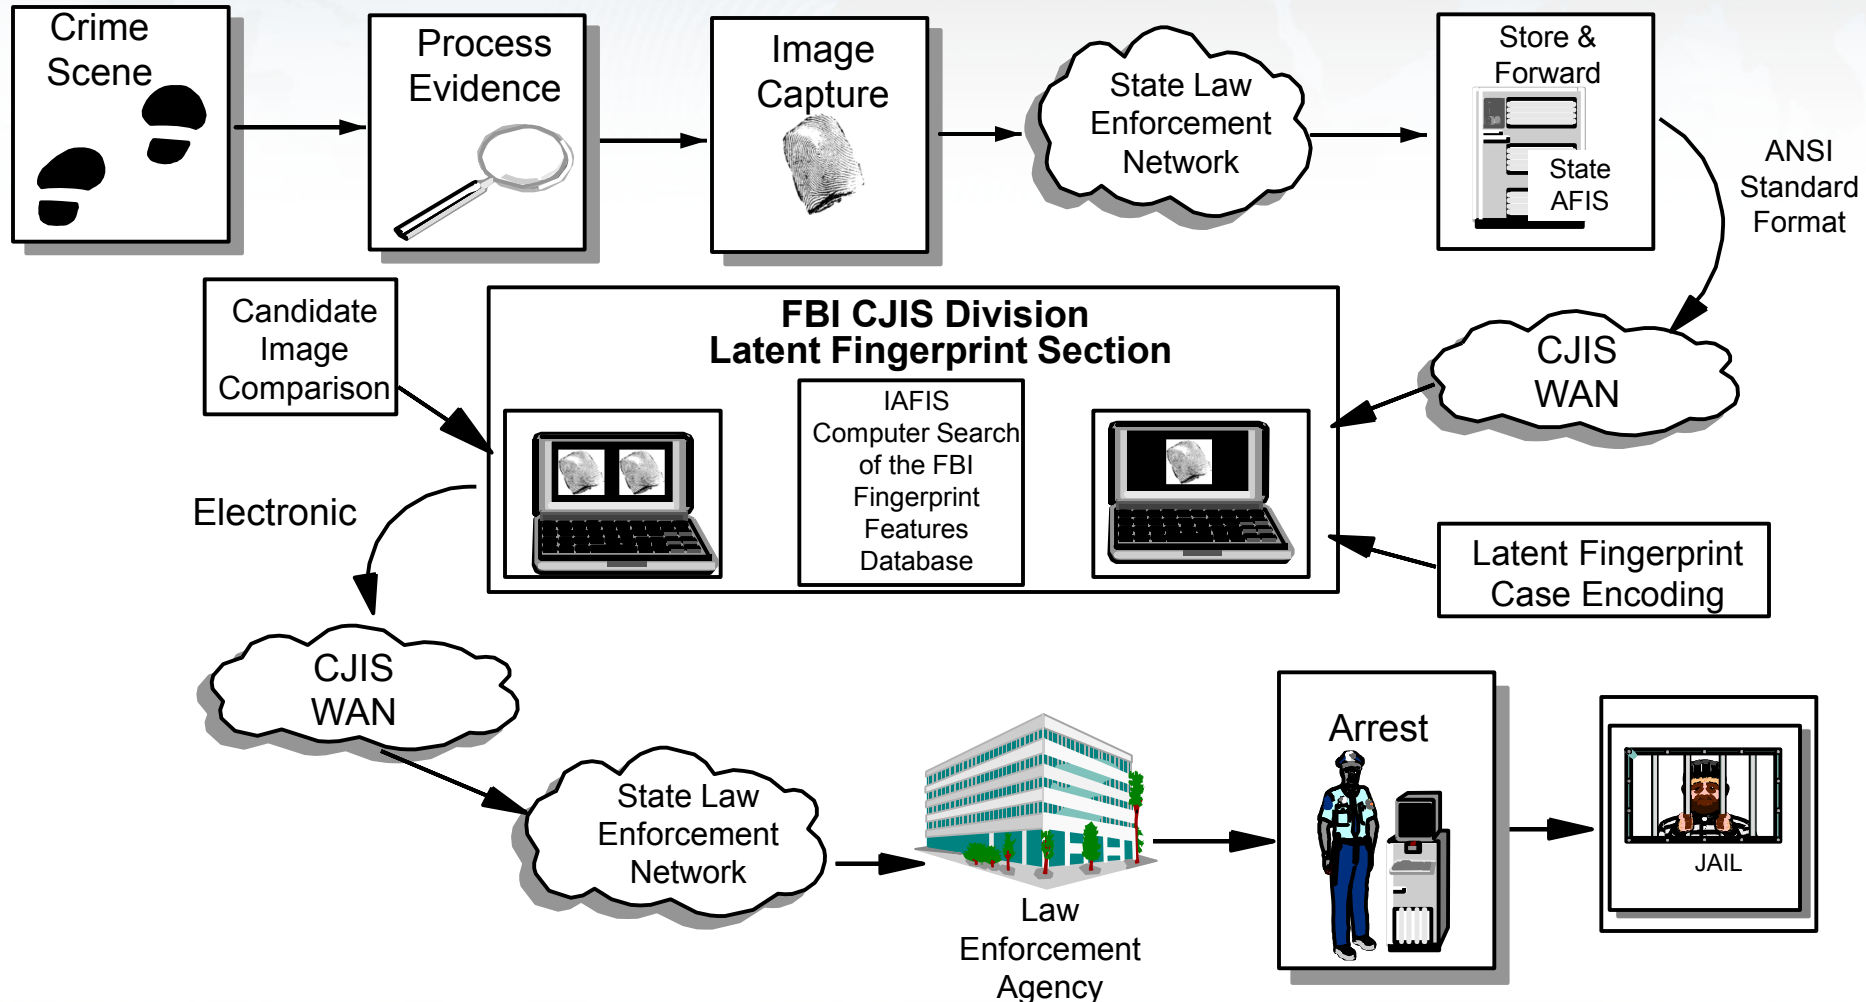 Crime
Scene
Process
Evidence
Image
Capture
State Law
Enforcement
Network
Store &
Forward
State
AFIS
ANSI
Standard
Format
CJIS
WAN
FBI CJIS Division
Latent Fingerprint Section
Candidate
Image
Comparison
IAFIS
Computer Search
of the FBI
Fingerprint
Features
Database
Latent Fingerprint
Case Encoding
Electronic
CJIS
WAN
State Law
Enforcement
Network
Law
Enforcement
Agency
Arrest
JAIL